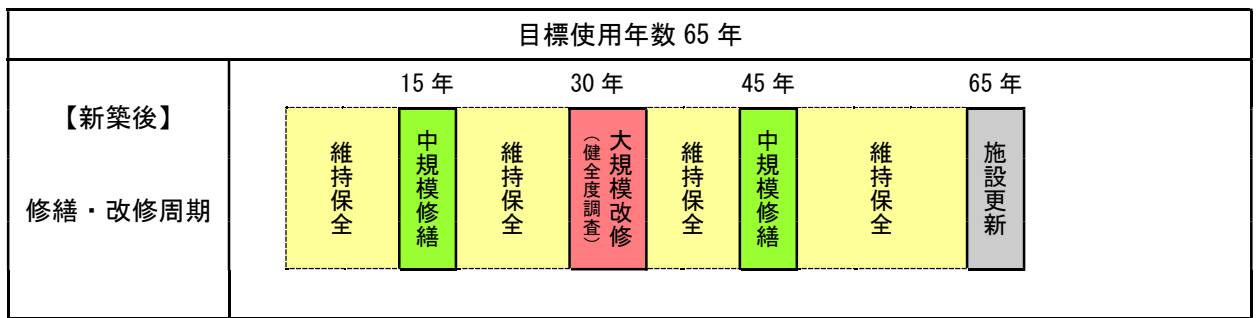 目標使用年数 65 年
【新築後】
修繕・改修周期
15 年
30 年
45 年
65 年
維持保全
中規模修繕
維持保全
大規模改修
（健全度調査）
維持保全
中規模修繕
維持保全
施設更新